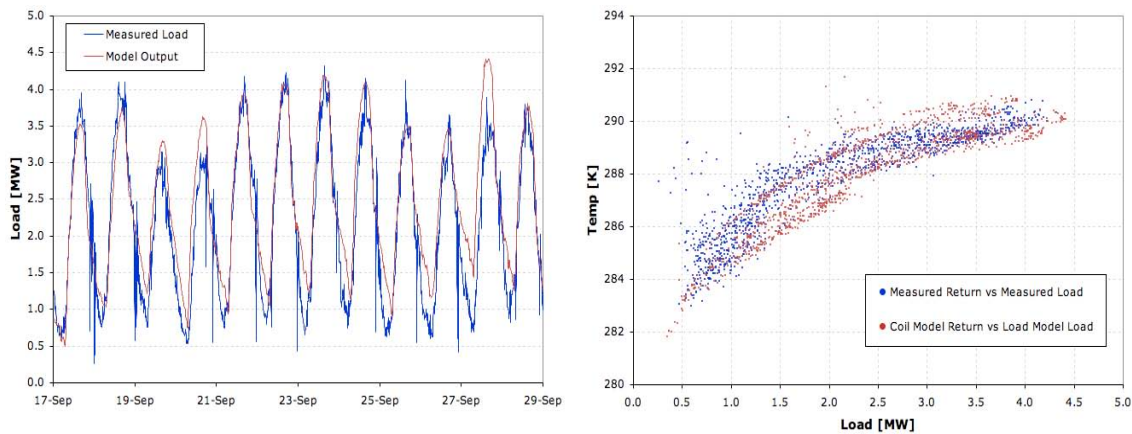 5.0
4.5
4.0
3.5
3.0
2.5
2.0
1.5
1.0
0.5
0.0
Load [MW]
Measured Load
Model Output
17-Sep 19-Sep 21-Sep 23-Sep 25-Sep 27-Sep 29-Sep
294
292
290
288
286
284
282
280
Temp [K]
Measured Return vs Measured Load
Coil Model Return vs Load Model Load
0.0 0.5 1.0 1.5 2.0 2.5 3.0 3.5 4.0 4.5 5.0
Load [MW]